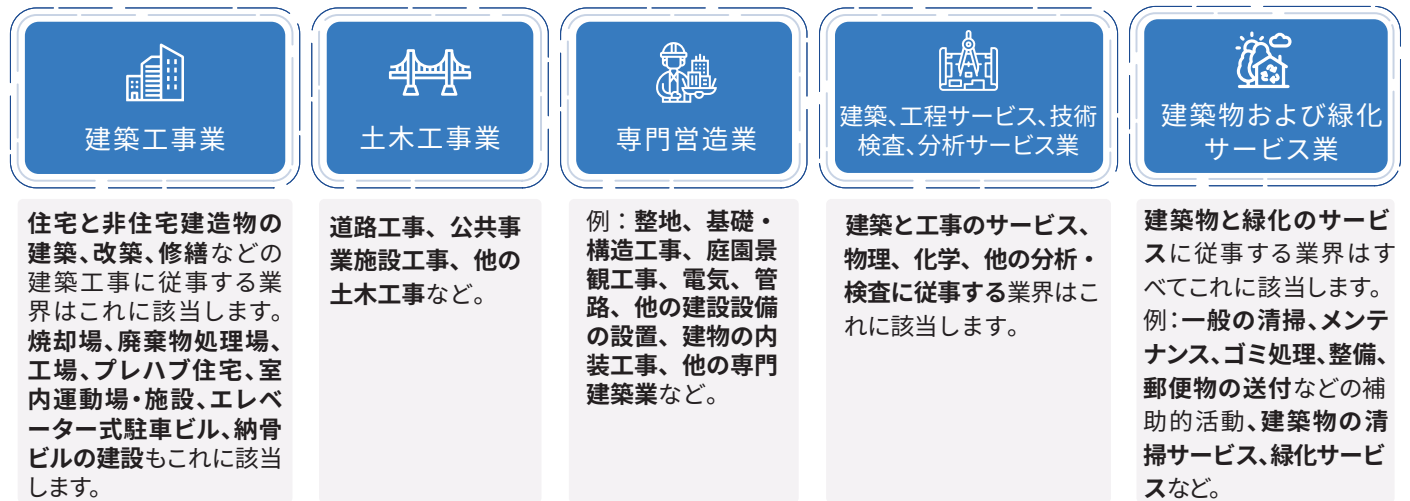 建築工事業
住宅と非住宅建造物の
建築、改築、修繕などの
建築工事に従事する業
界はこれに該当します。
焼却場、廃棄物処理場、
工場、プレハブ住宅、室
内運動場・施設、エレベ
ーター式駐車ビル、納骨
ビルの建設もこれに該当
します。
土木工事業
道路工事、公共事
業施設工事、他の
土木工事など。
専門営造業
例：整地、基礎・
構造工事、庭園景
観工事、電気、管
路、他の建設設備
の設置、建物の内
装工事、他の専門
建築業など。
建築、工程サービス、技術
検査、分析サービス業
建築と工事のサービス、
物理、化学、他の分析・
検査に従事する業界はこ
れに該当します。
建築物および緑化
サービス業
建築物と緑化のサービ
スに従事する業界はす
べてこれに該当します。
例：一般の清掃、メンテ
ナンス、ゴミ処理、整備、
郵便物の送付などの補
助的活動、建築物の清
掃サービス、緑化サービ
スなど。